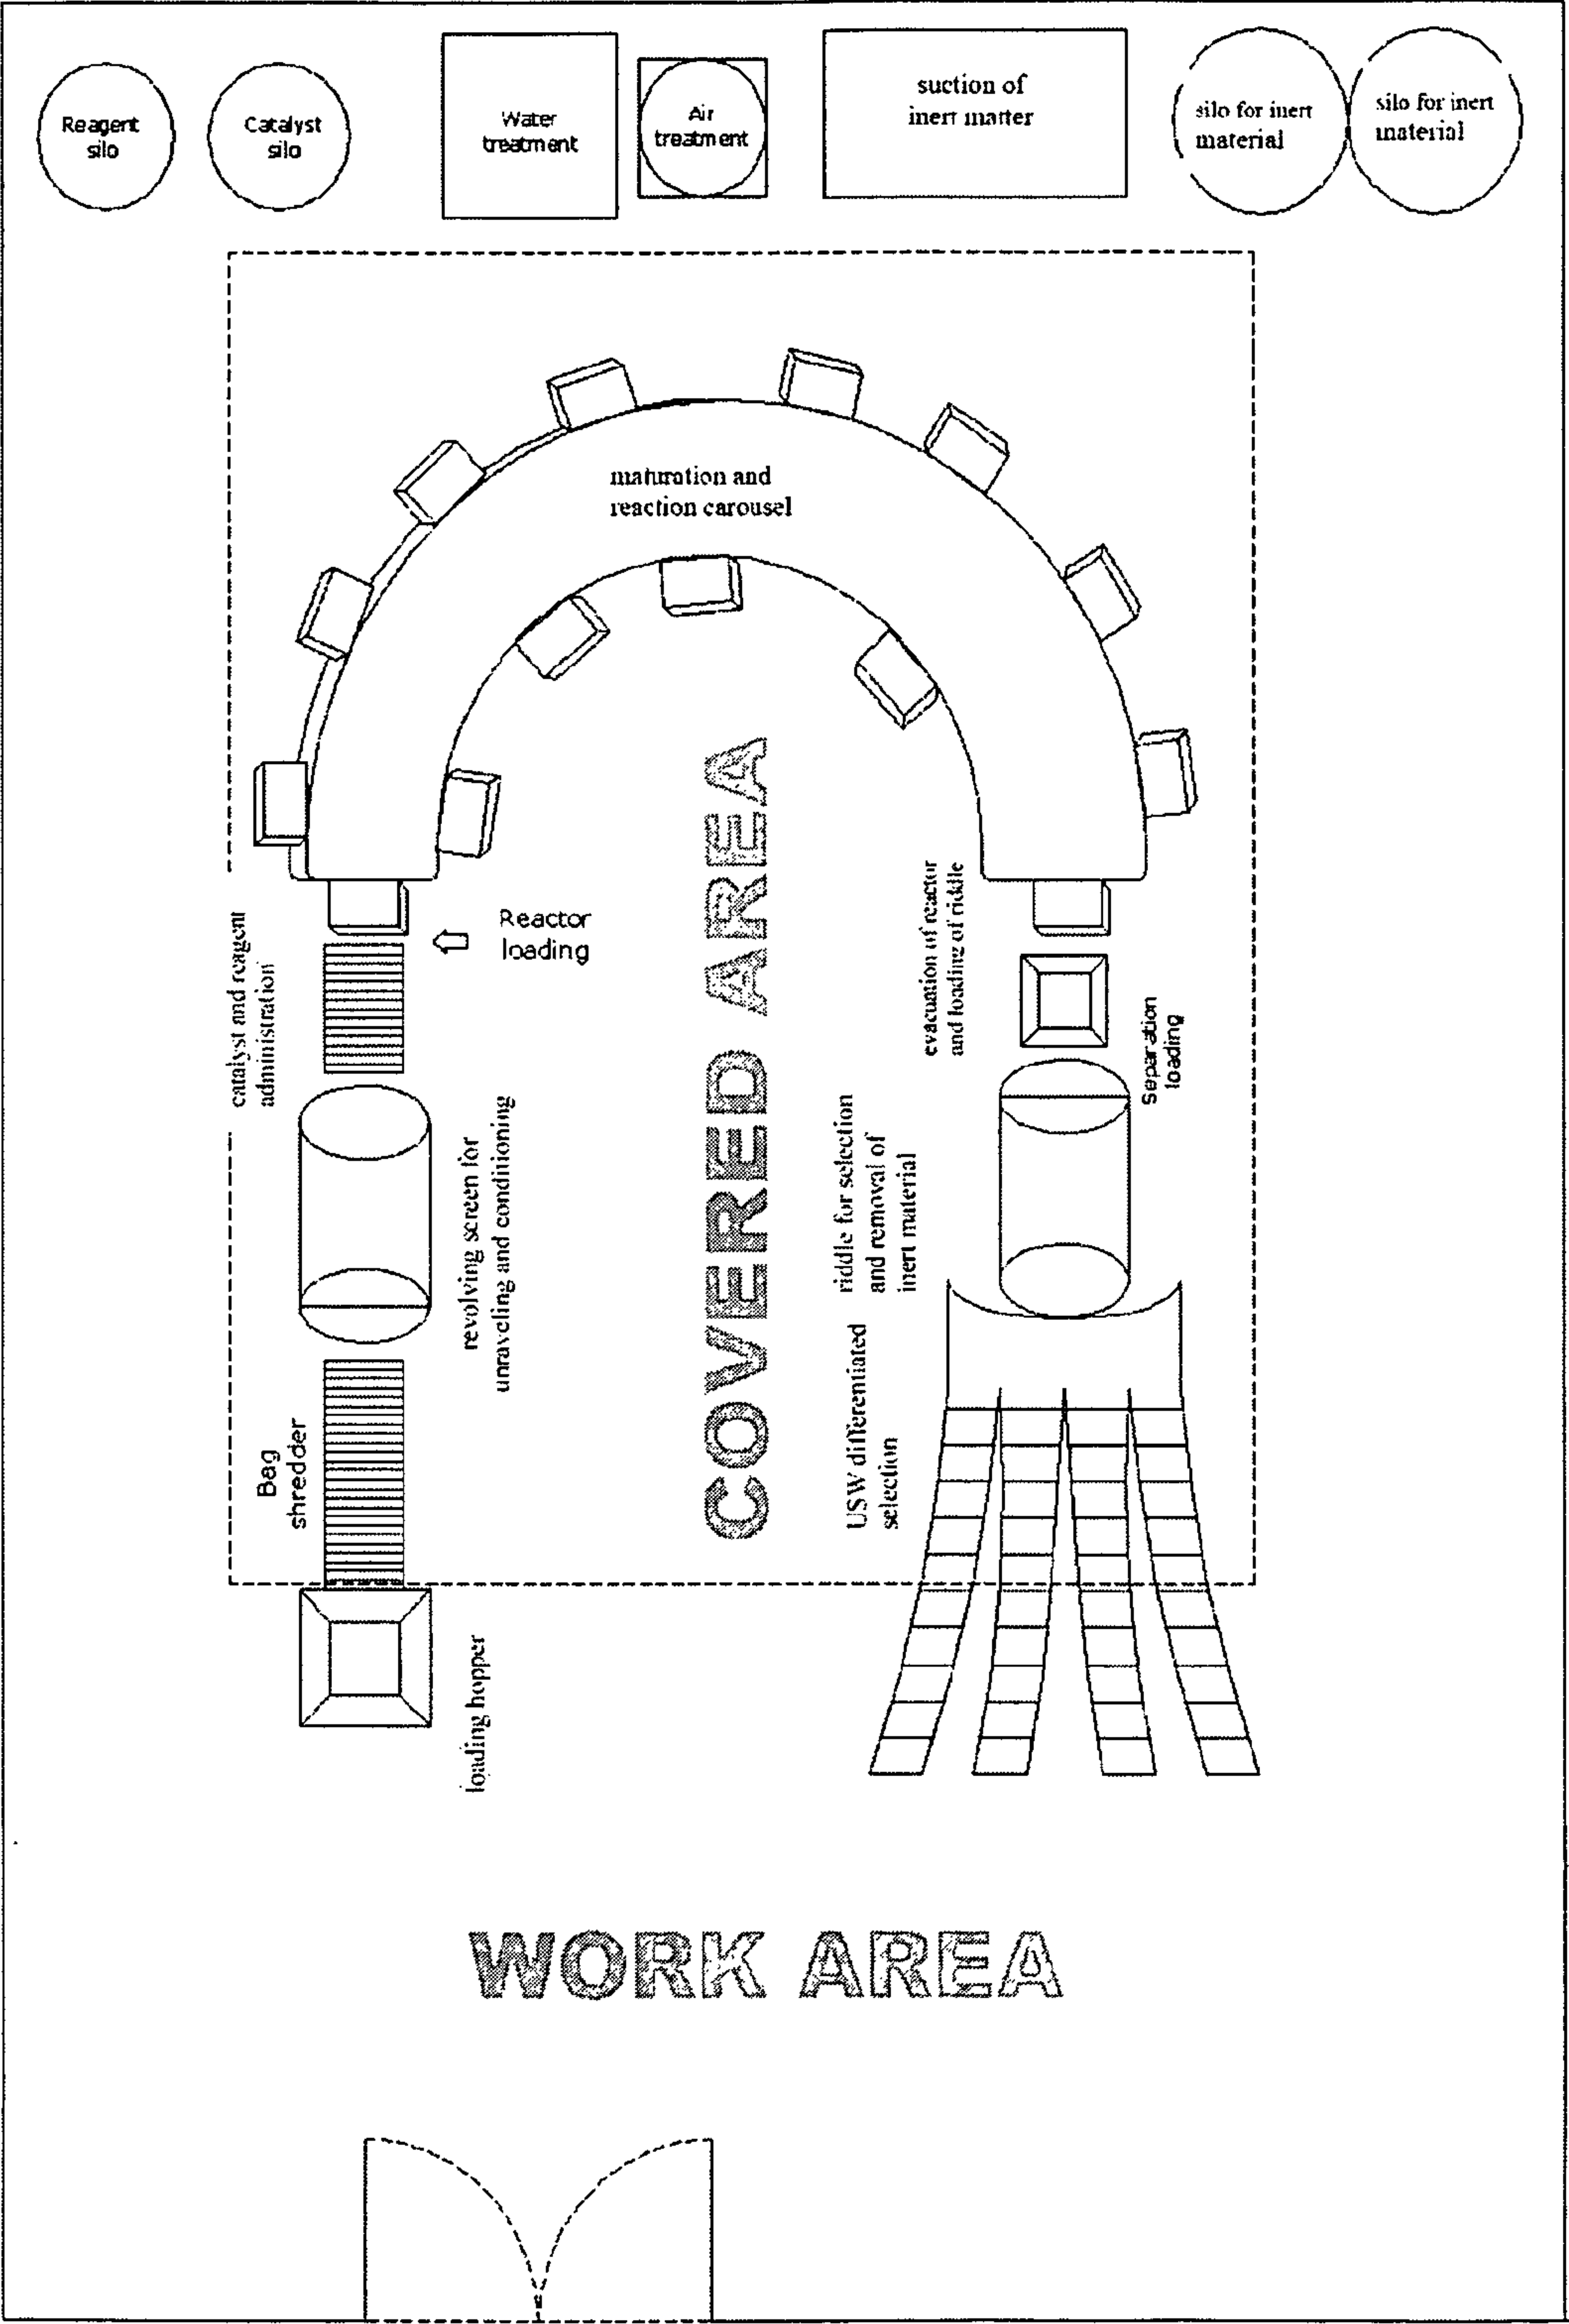 Reagent
silo
Catalyst
silo
Water
treatment
Air
treatment
suction of
inert matter
silo for inert
material
silo for inert
material
maturation and
reaction carousel
Reactor
loading
catalyst and reagent
administration
evacuation of reactor
and loading of riddle
Separation
loading
revolving screen for
unraveling and conditioning
riddle for selection
and removal of
inert material
COVERED AREA
Bag
shredder
USW differentiated
selection
loading hopper
WORK AREA